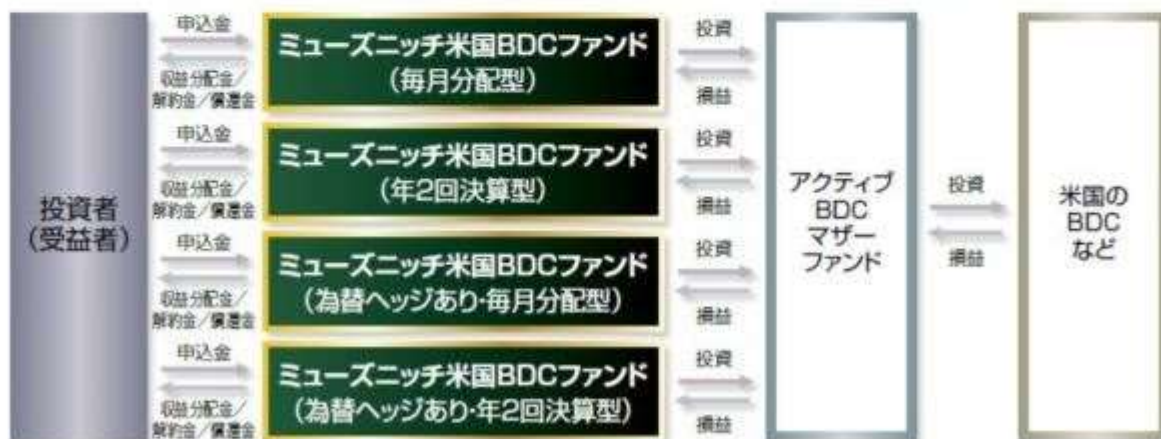 投資者
(受益者)
申込金
収益分配金/
解約金/償還金
ミューズニッチ米国BDCファンド
(毎月分配型)
投資
損益
申込金
収益分配金/
解約金/償還金
ミューズニッチ米国BDCファンド
(年2回決算型)
投資
損益
申込金
収益分配金/
解約金/償還金
ミューズニッチ米国BDCファンド
(為替ヘッジあり・毎月分配型)
投資
損益
申込金
収益分配金/
解約金/償還金
ミューズニッチ米国BDCファンド
(為替ヘッジあり・年2回決算型)
投資
損益
アクティブ
BDC
マザー
ファンド
投資
損益
米国の
BDC
など